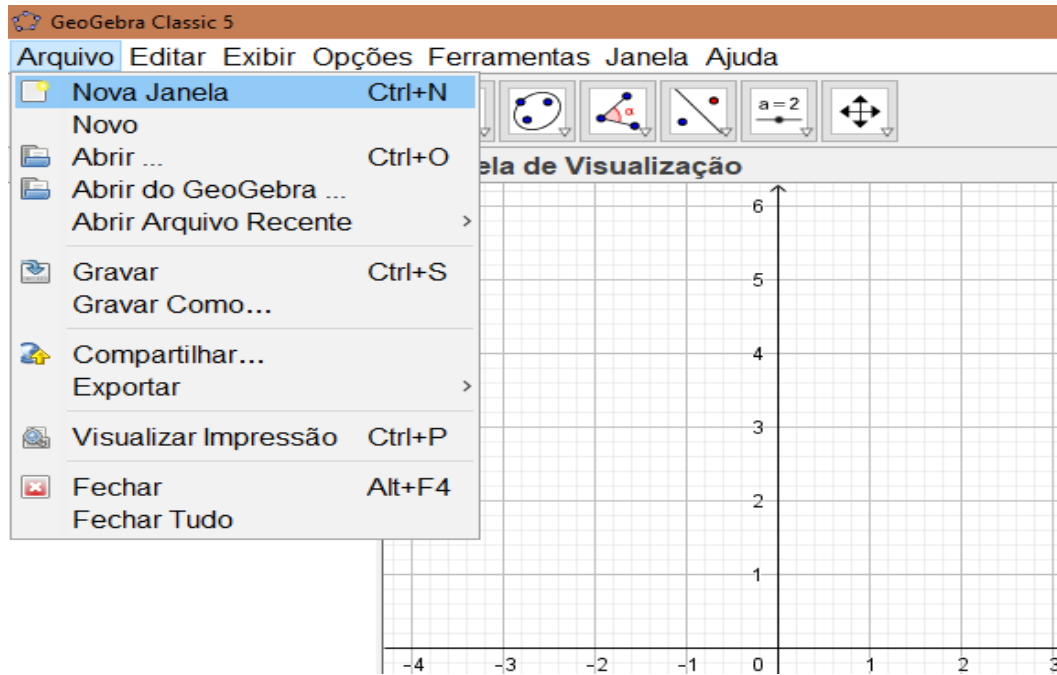 GeoGebra Classic 5
Arquivo Editar Exibir Opções Ferramentas Janela Ajuda
Nova Janela Ctrl+N
Novo
Abrir ... Ctrl+O
Abrir do GeoGebra ...
Abrir Arquivo Recente >
Gravar Ctrl+S
Gravar Como...
Compartilhar...
Exportar >
Visualizar Impressão Ctrl+P
Fechar Alt+F4
Fechar Tudo
α
a = 2
de Visualização
6
5
4
3
2
1
-4 -3 -2 -1 0 1 2 3